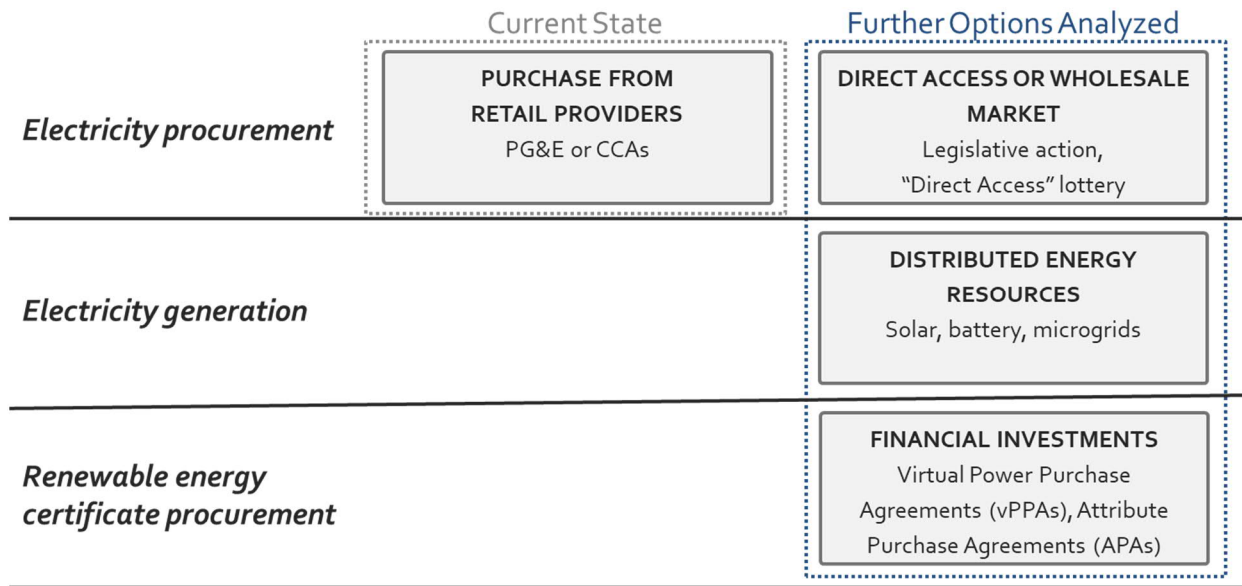 Current State
Further Options Analyzed
Electricity procurement
PURCHASE FROM
RETAIL PROVIDERS
PG&E or CCAs
DIRECT ACCESS OR WHOLESALE
MARKET
Legislative action,
“Direct Access” lottery
Electricity generation
DISTRIBUTED ENERGY
RESOURCES
Solar, battery, microgrids
Renewable energy
certificate procurement
FINANCIAL INVESTMENTS
Virtual Power Purchase
Agreements (vPPAs), Attribute
Purchase Agreements (APAs)